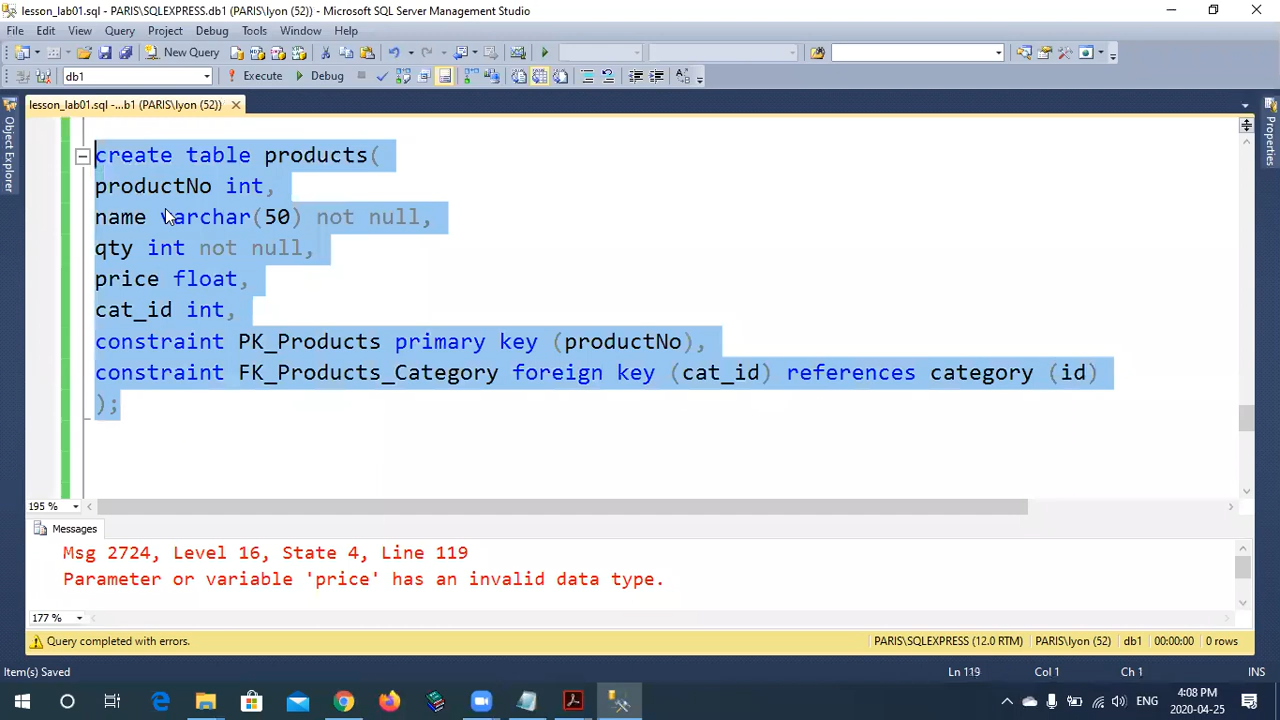 lesson_lab01.sql - PARIS\SQLEXPRESS.db1 (PARIS\lyon (52)) - Microsoft SQL Server Management Studio
File Edit View Query Project Debug Tools Window Help
New Query
db1 Execute Debug
lesson_lab01.sql -...b1 (PARIS\lyon (52))
Object Explorer
Properties
create table products(
productNo int,
name varchar(50) not null,
qty int not null,
price float,
cat_id int,
constraint PK_Products primary key (productNo),
constraint FK_Products_Category foreign key (cat_id) references category (id)
);
195 %
Messages
Msg 2724, Level 16, State 4, Line 119
Parameter or variable 'price' has an invalid data type.
177 %
Query completed with errors. PARIS\SQLEXPRESS (12.0 RTM) PARIS\lyon (52) db1 00:00:00 0 rows
Item(s) Saved Ln 119 Col 1 Ch 1 INS
ENG 4:08 PM
2020-04-25